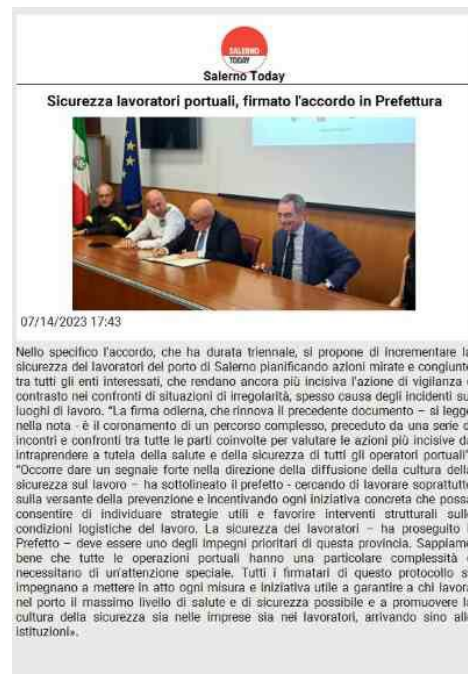 SALERNO
TODAY
Salerno Today
Sicurezza lavoratori portuali, firmato l'accordo in Prefettura
07/14/2023 17:43
Nello specifico l'accordo, che ha durata triennale, si propone di incrementare la
sicurezza dei lavoratori del porto di Salerno pianificando azioni mirate e congiunte
tra tutti gli enti interessati, che rendano ancora più incisiva l'azione di vigilanza e
contrasto nei confronti di situazioni di irregolarità, spesso causa degli incidenti sui
luoghi di lavoro. "La firma odierna, che rinnova il precedente documento – si legge
nella nota - è il coronamento di un percorso complesso, preceduto da una serie di
incontri e confronti tra tutte le parti coinvolte per valutare le azioni più incisive da
intraprendere a tutela della salute e della sicurezza di tutti gli operatori portuali".
"Occorre dare un segnale forte nella direzione della diffusione della cultura della
sicurezza sul lavoro – ha sottolineato il prefetto - cercando di lavorare soprattutto
sulla versante della prevenzione e incentivando ogni iniziativa concreta che possa
consentire di individuare strategie utili e favorire interventi strutturali sulle
condizioni logistiche del lavoro. La sicurezza dei lavoratori – ha proseguito il
Prefetto – deve essere uno degli impegni prioritari di questa provincia. Sappiamo
bene che tutte le operazioni portuali hanno una particolare complessità e
necessitano di un'attenzione speciale. Tutti i firmatari di questo protocollo si
impegnano a mettere in atto ogni misura e iniziativa utile a garantire a chi lavora
nel porto il massimo livello di salute e di sicurezza possibile e a promuovere la
cultura della sicurezza sia nelle imprese sia nei lavoratori, arrivando sino alle
istituzioni».